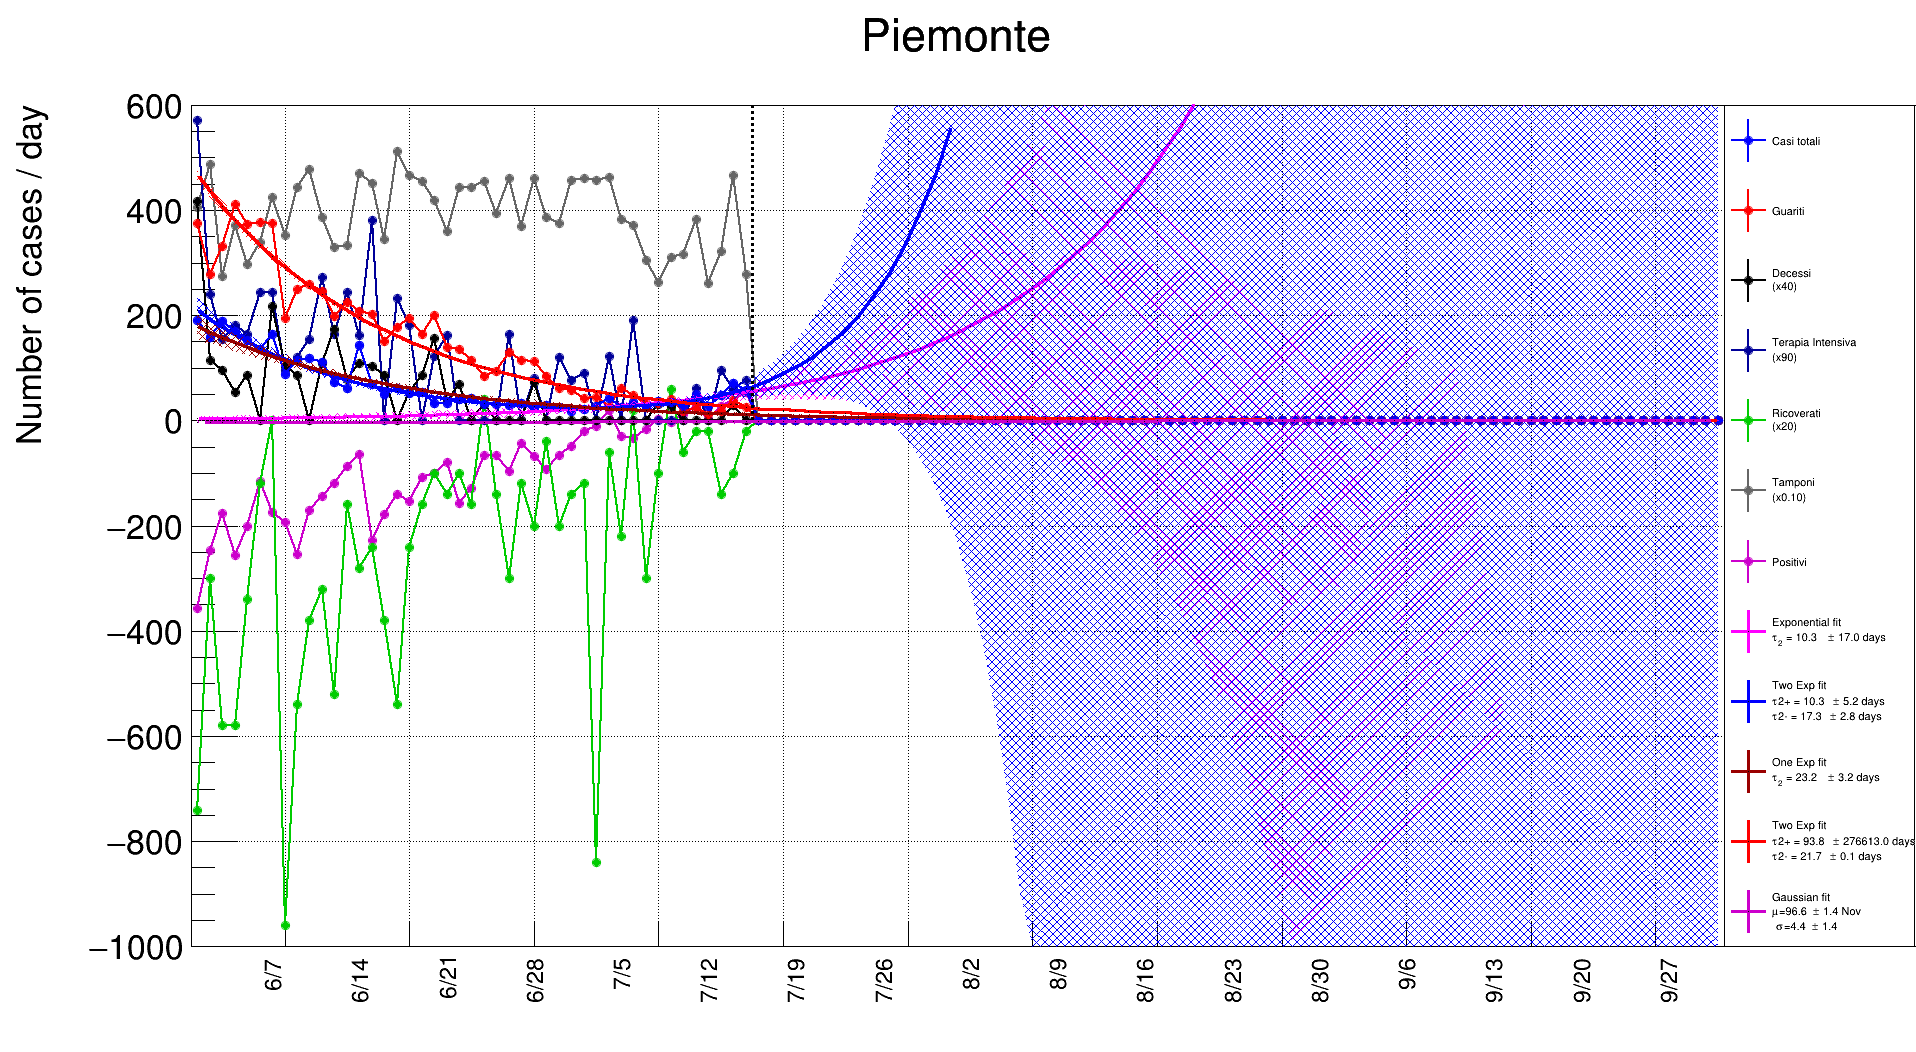 Piemonte
Number of cases / day
600
400
200
0
−200
−400
−600
−800
−1000
6/7
6/14
6/21
6/28
7/5
7/12
7/19
7/26
8/2
8/9
8/16
8/23
8/30
9/6
9/13
9/20
9/27
Casi totali
Guariti
Decessi
(x40)
Terapia Intensiva
(x90)
Ricoverati
(x20)
Tamponi
(x0.10)
Positivi
Exponential fit
τ2 = 10.3 ± 17.0 days
Two Exp fit
τ2+ = 10.3 ± 5.2 days
τ2- = 17.3 ± 2.8 days
One Exp fit
τ2 = 23.2 ± 3.2 days
Two Exp fit
τ2+ = 93.8 ± 276613.0 days
τ2- = 21.7 ± 0.1 days
Gaussian fit
μ=96.6 ± 1.4 Nov
σ=4.4 ± 1.4